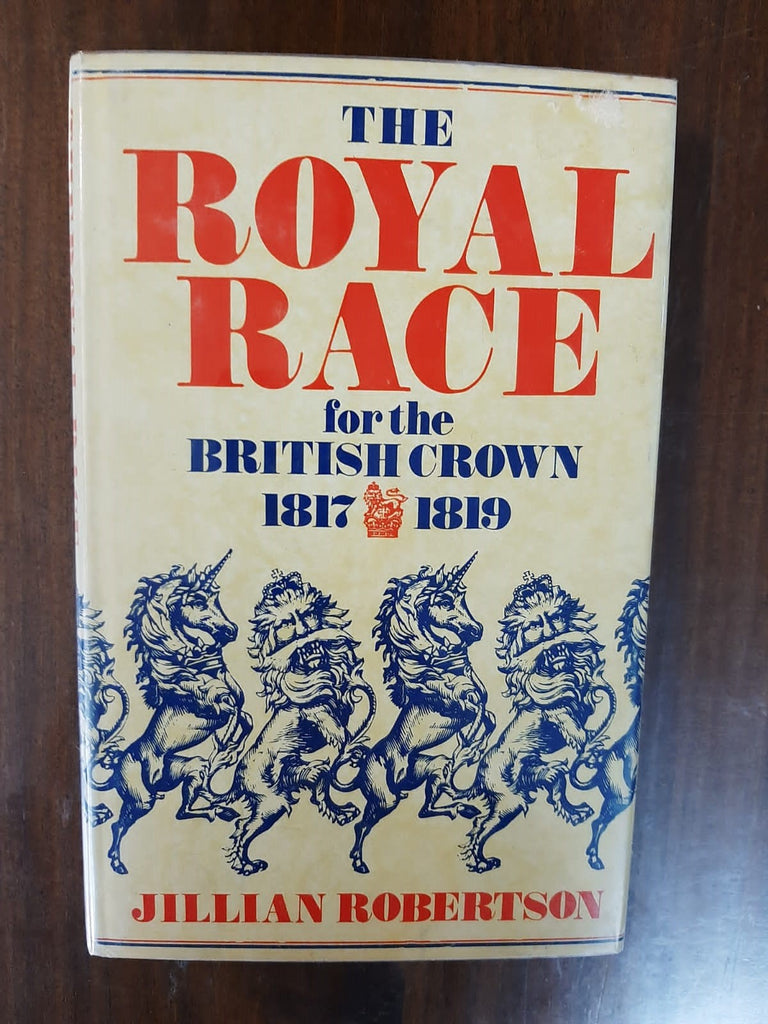 THE
ROYAL
RACE
for the
BRITISH CROWN
1817 1819
JILLIAN ROBERTSON